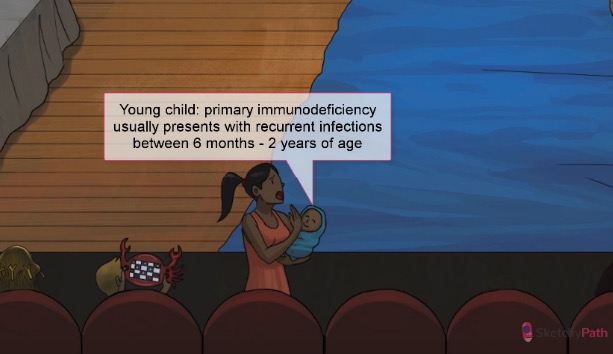 Young child: primary immunodeficiency
usually presents with recurrent infections
between 6 months - 2 years of age
SketchyPath